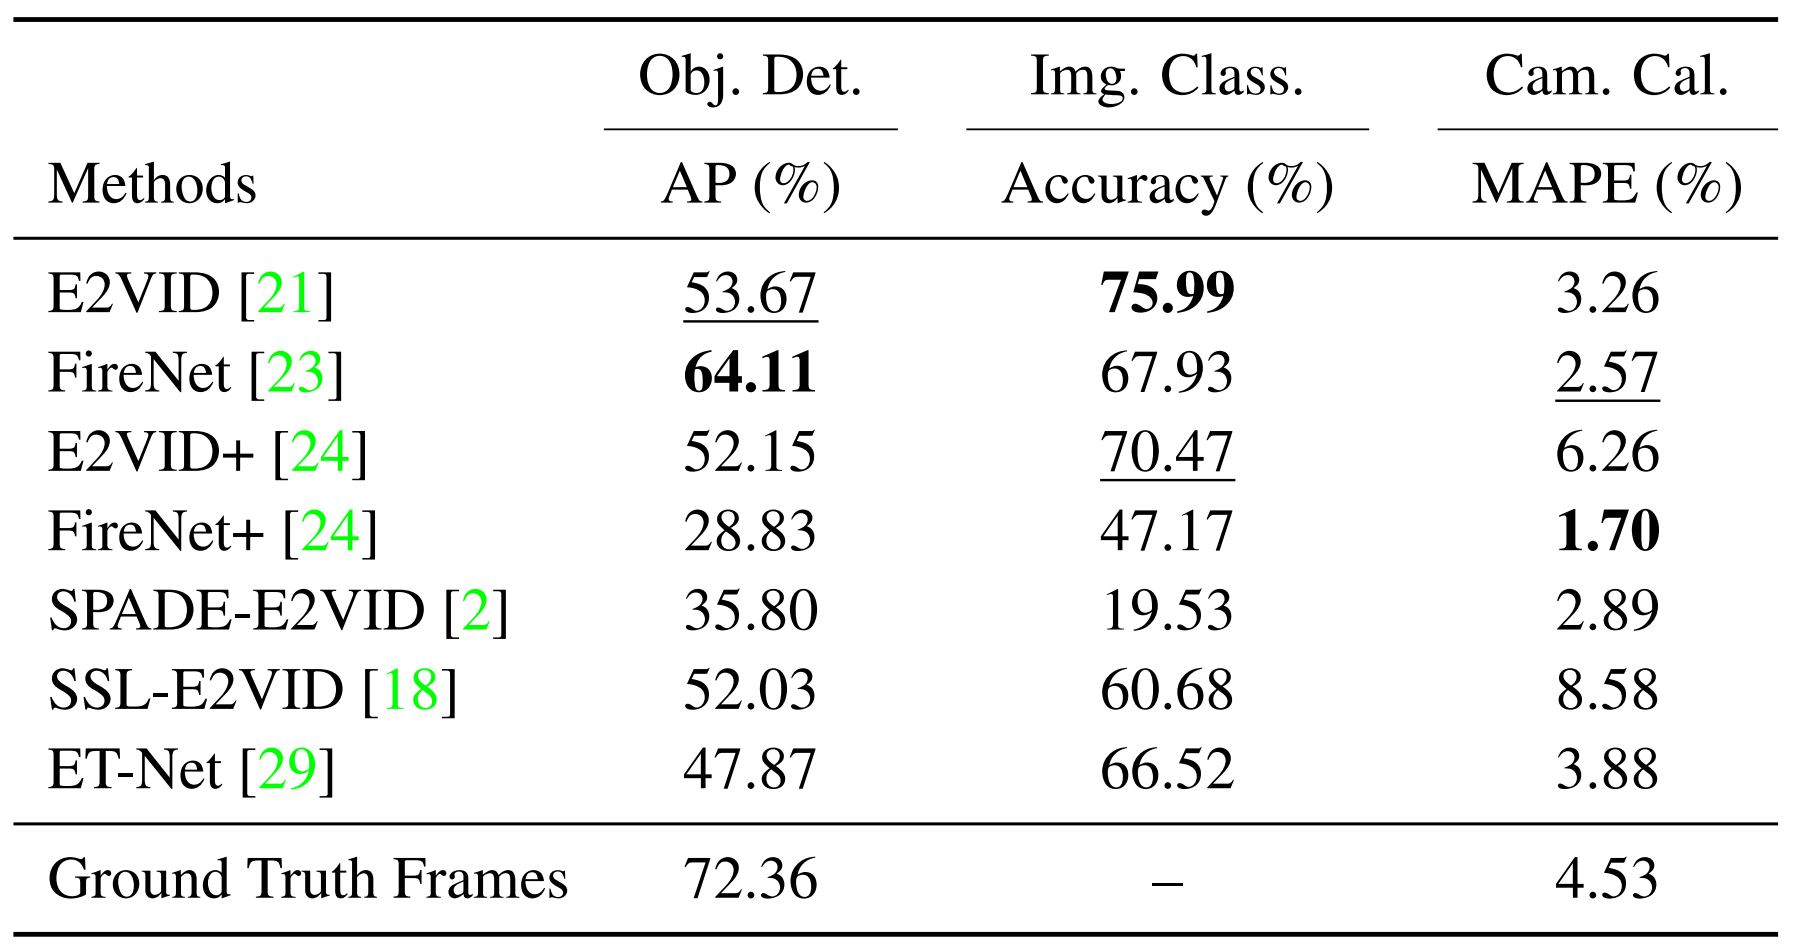 Obj. Det. Img. Class. Cam. Cal.
Methods AP (%) Accuracy (%) MAPE (%)
E2VID [21] 53.67 75.99 3.26
FireNet [23] 64.11 67.93 2.57
E2VID+ [24] 52.15 70.47 6.26
FireNet+ [24] 28.83 47.17 1.70
SPADE-E2VID [2] 35.80 19.53 2.89
SSL-E2VID [18] 52.03 60.68 8.58
ET-Net [29] 47.87 66.52 3.88
Ground Truth Frames 72.36 – 4.53